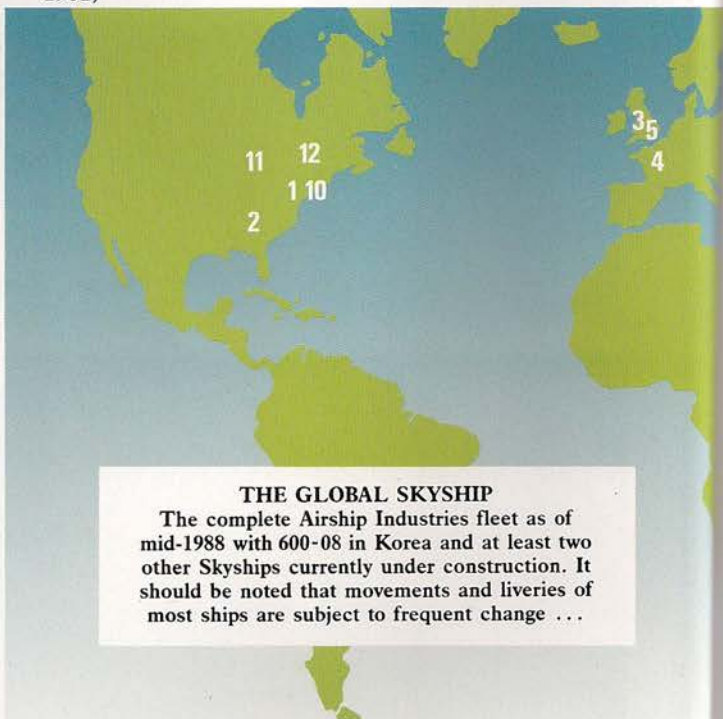 11
12
1
10
2
3
5
4
THE GLOBAL SKYSHIP
The complete Airship Industries fleet as of
mid-1988 with 600-08 in Korea and at least two
other Skyships currently under construction. It
should be noted that movements and liveries of
most ships are subject to frequent change ...